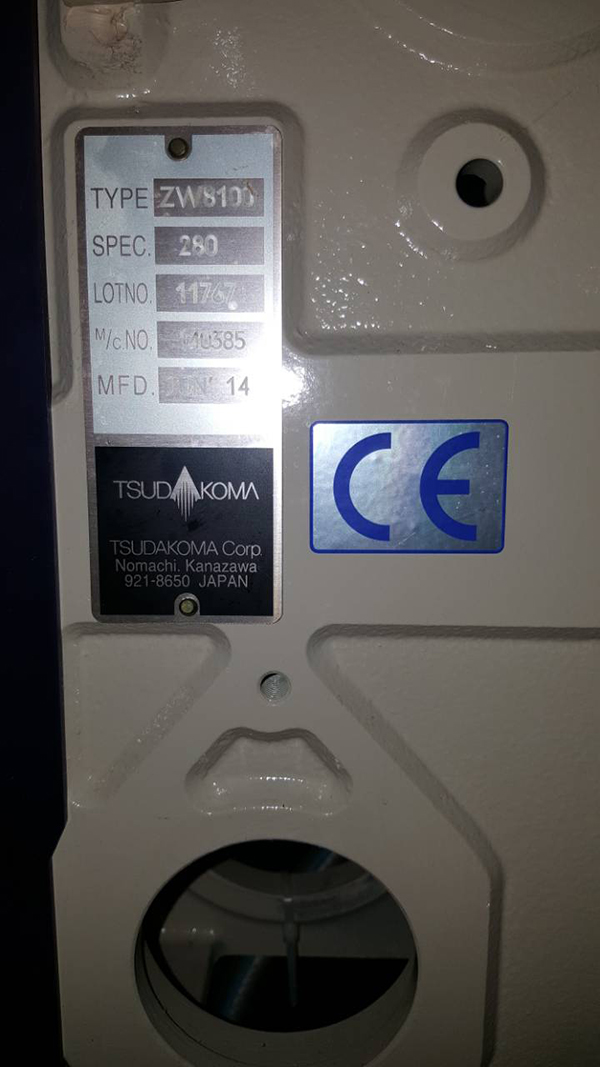 TYPE ZW8100
SPEC. 280
LOTNO. 11767
M/C.NO.
MFD. 14
TSUDAKOMA
TSUDAKOMA Corp.
Nomachi. Kanazawa
921-8650 JAPAN
CE